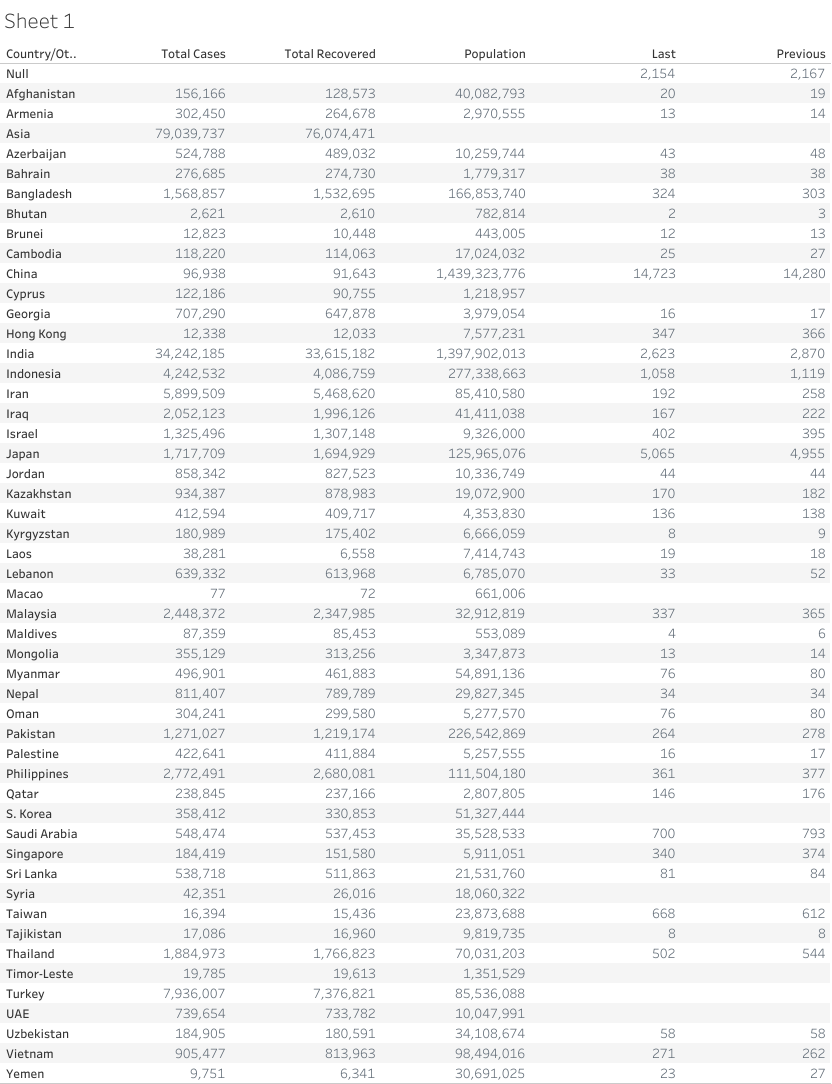 Sheet 1
Country/Ot.. Total Cases Total Recovered Population Last Previous
Null 2,154 2,167
Afghanistan 156,166 128,573 40,082,793 20 19
Armenia 302,450 264,678 2,970,555 13 14
Asia 79,039,737 76,074,471
Azerbaijan 524,788 489,032 10,259,744 43 48
Bahrain 276,685 274,730 1,779,317 38 38
Bangladesh 1,568,857 1,532,695 166,853,740 324 303
Bhutan 2,621 2,610 782,814 2 3
Brunei 12,823 10,448 443,005 12 13
Cambodia 118,220 114,063 17,024,032 25 27
China 96,938 91,643 1,439,323,776 14,723 14,280
Cyprus 122,186 90,755 1,218,957
Georgia 707,290 647,878 3,979,054 16 17
Hong Kong 12,338 12,033 7,577,231 347 366
India 34,242,185 33,615,182 1,397,902,013 2,623 2,870
Indonesia 4,242,532 4,086,759 277,338,663 1,058 1,119
Iran 5,899,509 5,468,620 85,410,580 192 258
Iraq 2,052,123 1,996,126 41,411,038 167 222
Israel 1,325,496 1,307,148 9,326,000 402 395
Japan 1,717,709 1,694,929 125,965,076 5,065 4,955
Jordan 858,342 827,523 10,336,749 44 44
Kazakhstan 934,387 878,983 19,072,900 170 182
Kuwait 412,594 409,717 4,353,830 136 138
Kyrgyzstan 180,989 175,402 6,666,059 8 9
Laos 38,281 6,558 7,414,743 19 18
Lebanon 639,332 613,968 6,785,070 33 52
Macao 77 72 661,006
Malaysia 2,448,372 2,347,985 32,912,819 337 365
Maldives 87,359 85,453 553,089 4 6
Mongolia 355,129 313,256 3,347,873 13 14
Myanmar 496,901 461,883 54,891,136 76 80
Nepal 811,407 789,789 29,827,345 34 34
Oman 304,241 299,580 5,277,570 76 80
Pakistan 1,271,027 1,219,174 226,542,869 264 278
Palestine 422,641 411,884 5,257,555 16 17
Philippines 2,772,491 2,680,081 111,504,180 361 377
Qatar 238,845 237,166 2,807,805 146 176
S. Korea 358,412 330,853 51,327,444
Saudi Arabia 548,474 537,453 35,528,533 700 793
Singapore 184,419 151,580 5,911,051 340 374
Sri Lanka 538,718 511,863 21,531,760 81 84
Syria 42,351 26,016 18,060,322
Taiwan 16,394 15,436 23,873,688 668 612
Tajikistan 17,086 16,960 9,819,735 8 8
Thailand 1,884,973 1,766,823 70,031,203 502 544
Timor-Leste 19,785 19,613 1,351,529
Turkey 7,936,007 7,376,821 85,536,088
UAE 739,654 733,782 10,047,991
Uzbekistan 184,905 180,591 34,108,674 58 58
Vietnam 905,477 813,963 98,494,016 271 262
Yemen 9,751 6,341 30,691,025 23 27